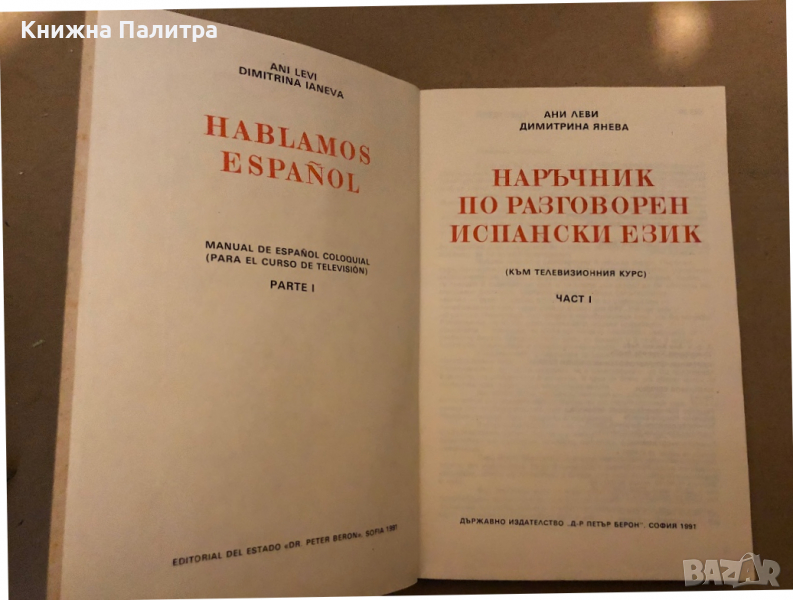 Книжна Палитра
ANI LEVI
DIMITRINA IANEVA
HABLAMOS
ESPAÑOL
MANUAL DE ESPAÑOL COLOQUIAL
(PARA EL CURSO DE TELEVISIÓN)
PARTE I
EDITORIAL DEL ESTADO «DR. PETER BERON», SOFIA 1991
АНИ ЛЕВИ
ДИМИТРИНА ЯНЕВА
НАРЪЧНИК
ПО РАЗГОВОРЕН
ИСПАНСКИ ЕЗИК
(КЪМ ТЕЛЕВИЗИОННИЯ КУРС)
ЧАСТ I
ДЪРЖАВНО ИЗДАТЕЛСТВО „Д-Р ПЕТЪР БЕРОН“, СОФИЯ 1991
BAZAR